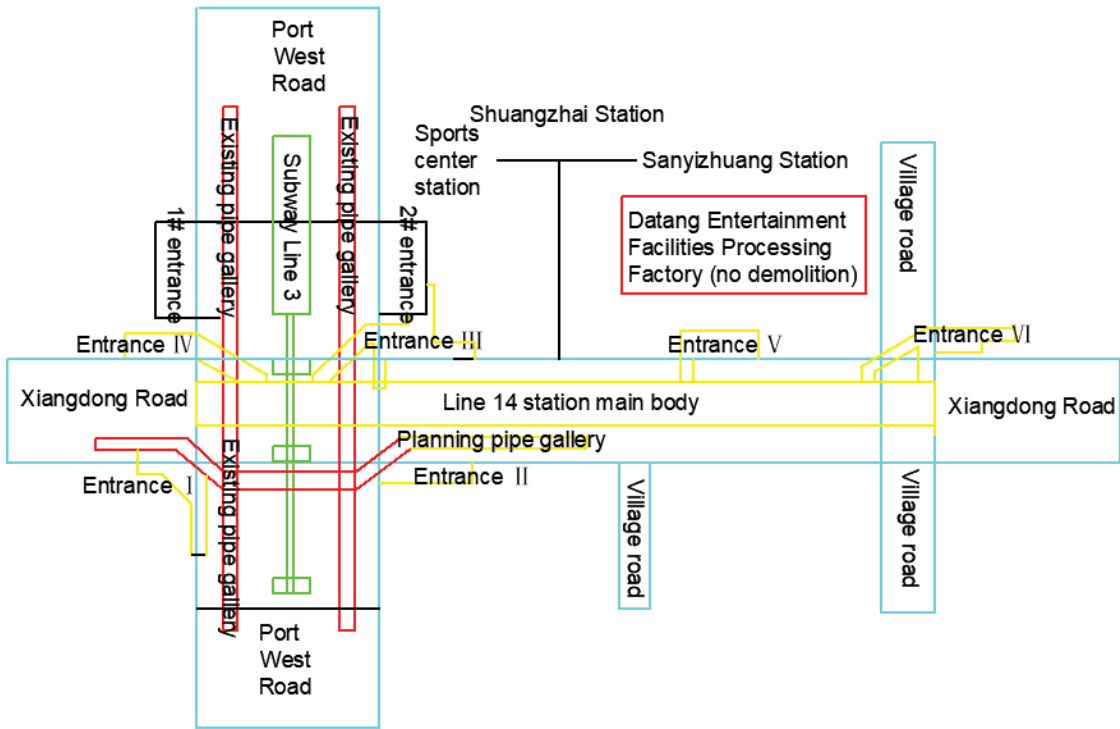 Port
West
Road
Shuangzhai Station
Sports
center
station
Sanyizhuang Station
Existing pipe gallery
Subway Line 3
Existing pipe gallery
Village road
1# entrance
2# entrance
Datang Entertainment
Facilities Processing
Factory (no demolition)
Entrance IV
Entrance III
Entrance V
Entrance VI
Xiangdong Road
Line 14 station main body
Xiangdong Road
Planning pipe gallery
Entrance I
Existing pipe gallery
Entrance II
Village road
Village road
Port
West
Road